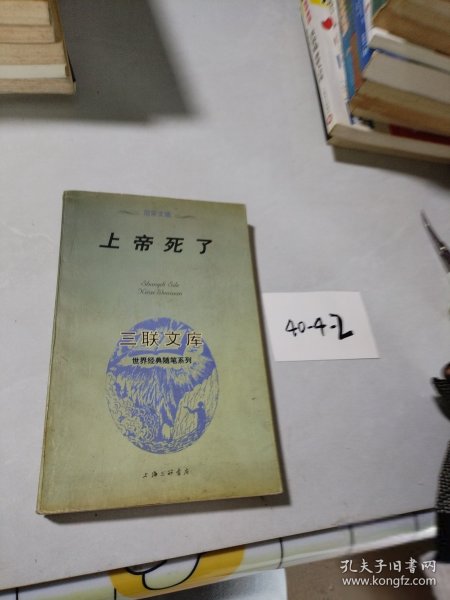 上帝死了
三联文库
世界经典随笔系列
上海三联书店
40-4-2
孔夫子旧书网
www.kongfz.com